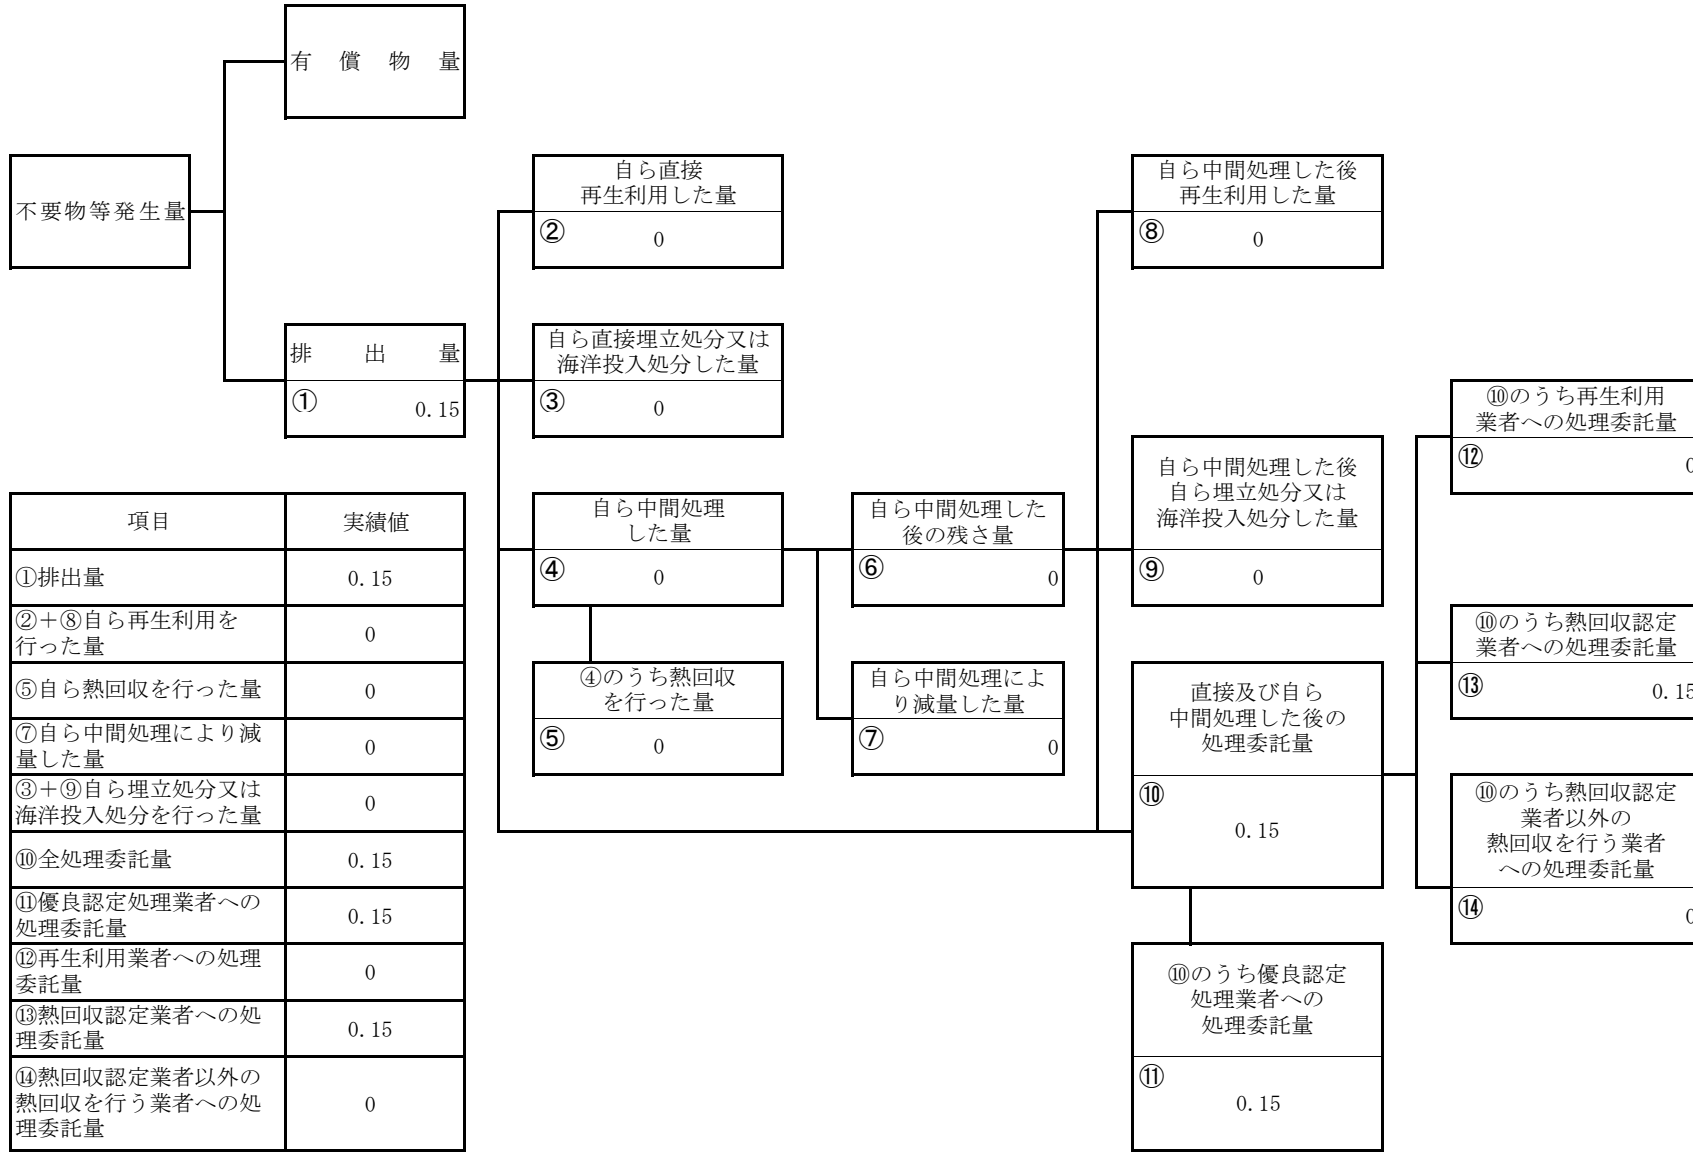 有償物量
不要物等発生量
排出量
①
0.15
自ら直接
再生利用した量
②
0
自ら直接埋立処分又は
海洋投入処分した量
③
0
自ら中間処理
した量
④
0
④のうち熱回収
を行った量
⑤
0
自ら中間処理した
後の残さ量
⑥
0
自ら中間処理によ
り減量した量
⑦
0
自ら中間処理した後
再生利用した量
⑧
0
自ら中間処理した後
自ら埋立処分又は
海洋投入処分した量
⑨
0
直接及び自ら
中間処理した後の
処理委託量
⑩
0.15
⑩のうち優良認定
処理業者への
処理委託量
⑪
0.15
⑩のうち再生利用
業者への処理委託量
⑫
0
⑩のうち熱回収認定
業者への処理委託量
⑬
0.15
⑩のうち熱回収認定
業者以外の
熱回収を行う業者
への処理委託量
⑭
0
項目 実績値
①排出量 0.15
②＋⑧自ら再生利用を
行った量
0
⑤自ら熱回収を行った量 0
⑦自ら中間処理により減
量した量
0
③＋⑨自ら埋立処分又は
海洋投入処分を行った量
0
⑩全処理委託量 0.15
⑪優良認定処理業者への
処理委託量
0.15
⑫再生利用業者への処理
委託量
0
⑬熱回収認定業者への処
理委託量
0.15
⑭熱回収認定業者以外の
熱回収を行う業者への処
理委託量
0